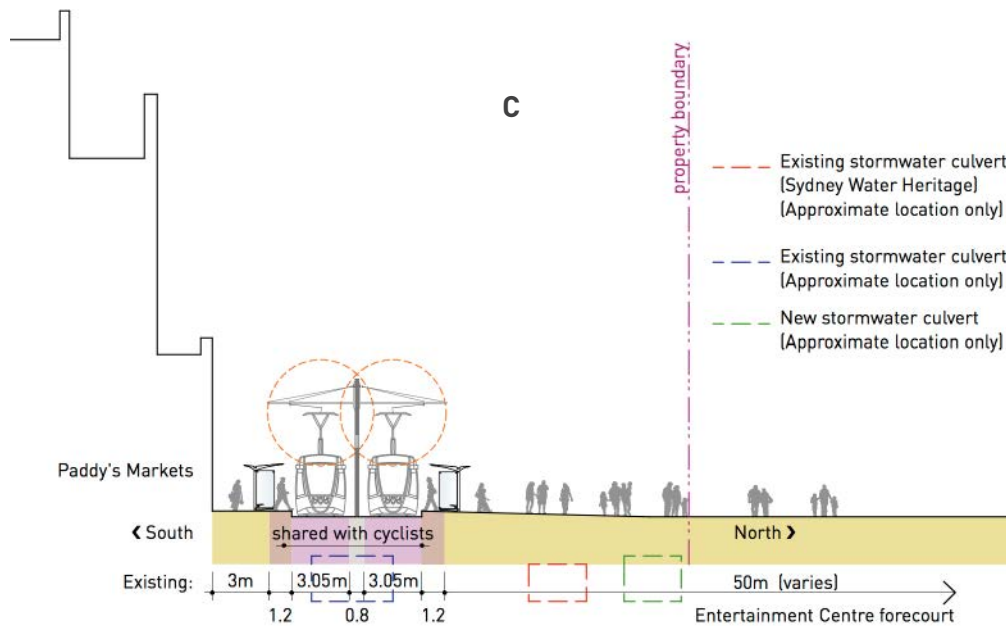 C
property boundary
Existing stormwater culvert
(Sydney Water Heritage)
(Approximate location only)
Existing stormwater culvert
(Approximate location only)
New stormwater culvert
(Approximate location only)
Paddy's Markets
South
shared with cyclists
North
Existing:
3m
3.05m
3.05m
50m (varies)
1.2
0.8
1.2
Entertainment Centre forecourt